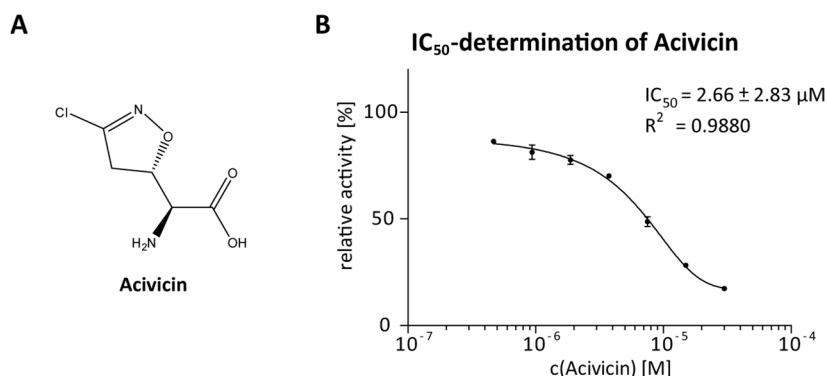 A
Cl
N
O
O
H₂N
OH
Acivicin
B
IC₅₀-determination of Acivicin
IC₅₀ = 2.66 ± 2.83 µM
R² = 0.9880
relative activity [%]
100
50
0
10⁻⁷
10⁻⁶
10⁻⁵
10⁻⁴
c(Acivicin) [M]